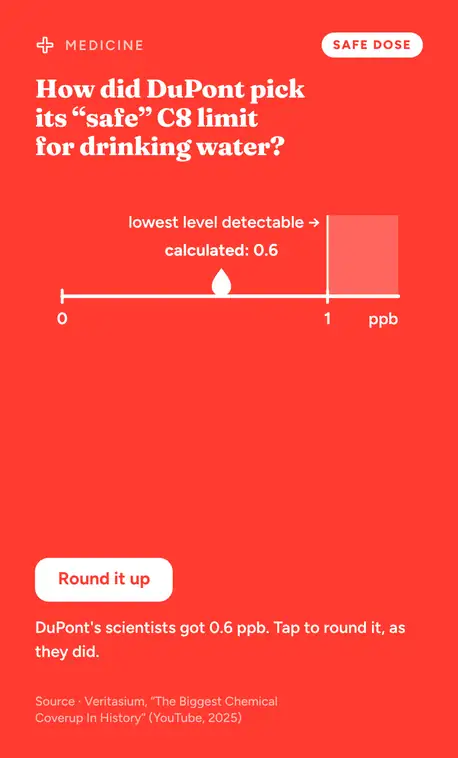 MEDICINE
SAFE DOSE
How did DuPont pick
its “safe” C8 limit
for drinking water?
lowest level detectable →
calculated: 0.6
0
1
ppb
Round it up
DuPont's scientists got 0.6 ppb. Tap to round it, as
they did.
Source · Veritasium, “The Biggest Chemical
Coverup In History” (YouTube, 2025)